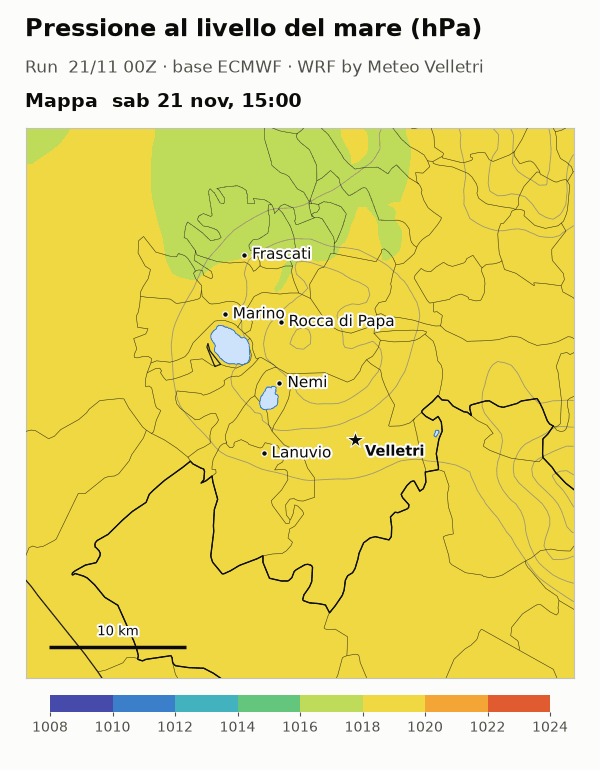 Pressione al livello del mare (hPa)
Run  21/11 00Z · base ECMWF · WRF by Meteo Velletri
Mappa  sab 21 nov, 15:00
Frascati
Marino
Rocca di Papa
Nemi
Velletri
Lanuvio
10 km
1008 1010 1012 1014 1016 1018 1020 1022 1024